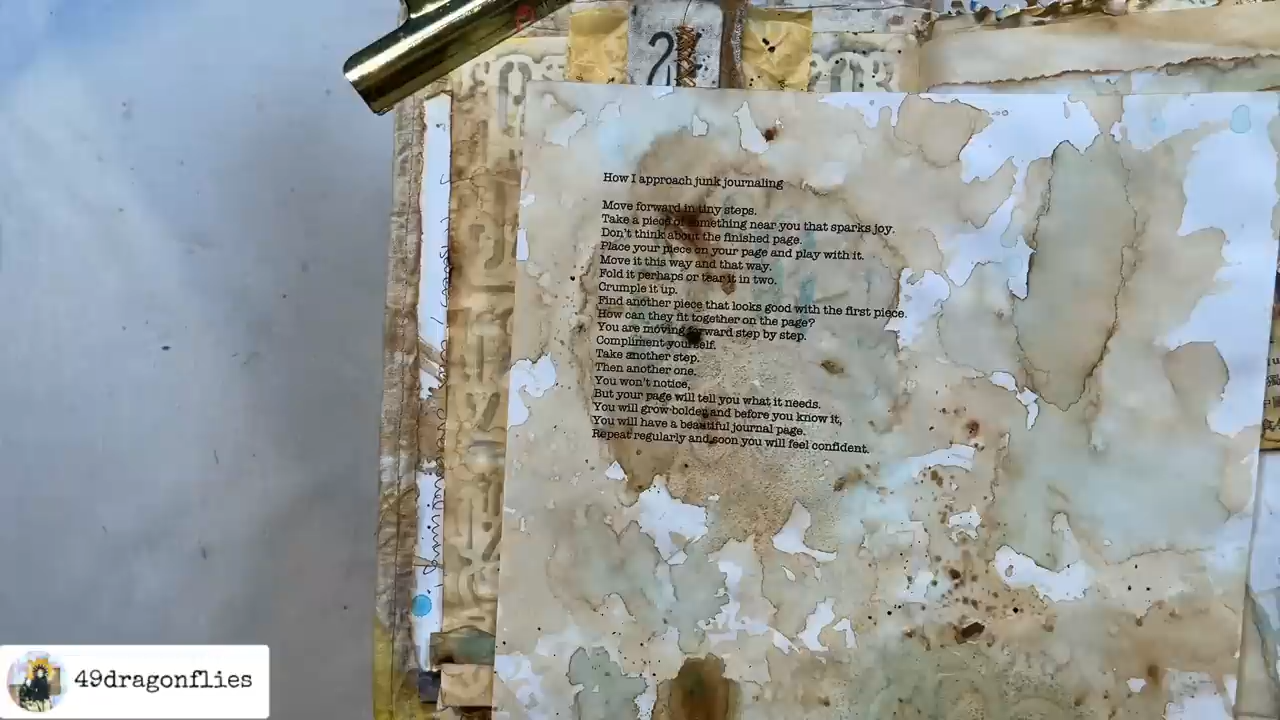 2
How I approach junk journaling
Move forward in tiny steps.
Take a piece of something near you that sparks joy.
Don't think about the finished page.
Place your piece on your page and play with it.
Move it this way and that way.
Fold it perhaps or tear it in two.
Crumple it up.
Find another piece that looks good with the first piece.
How can they fit together on the page?
You are moving forward step by step.
Compliment yourself.
Take another step.
Then another one.
You won't notice,
But your page will tell you what it needs.
You will grow bolder and before you know it,
You will have a beautiful journal page.
Repeat regularly and soon you will feel confident.
49dragonflies